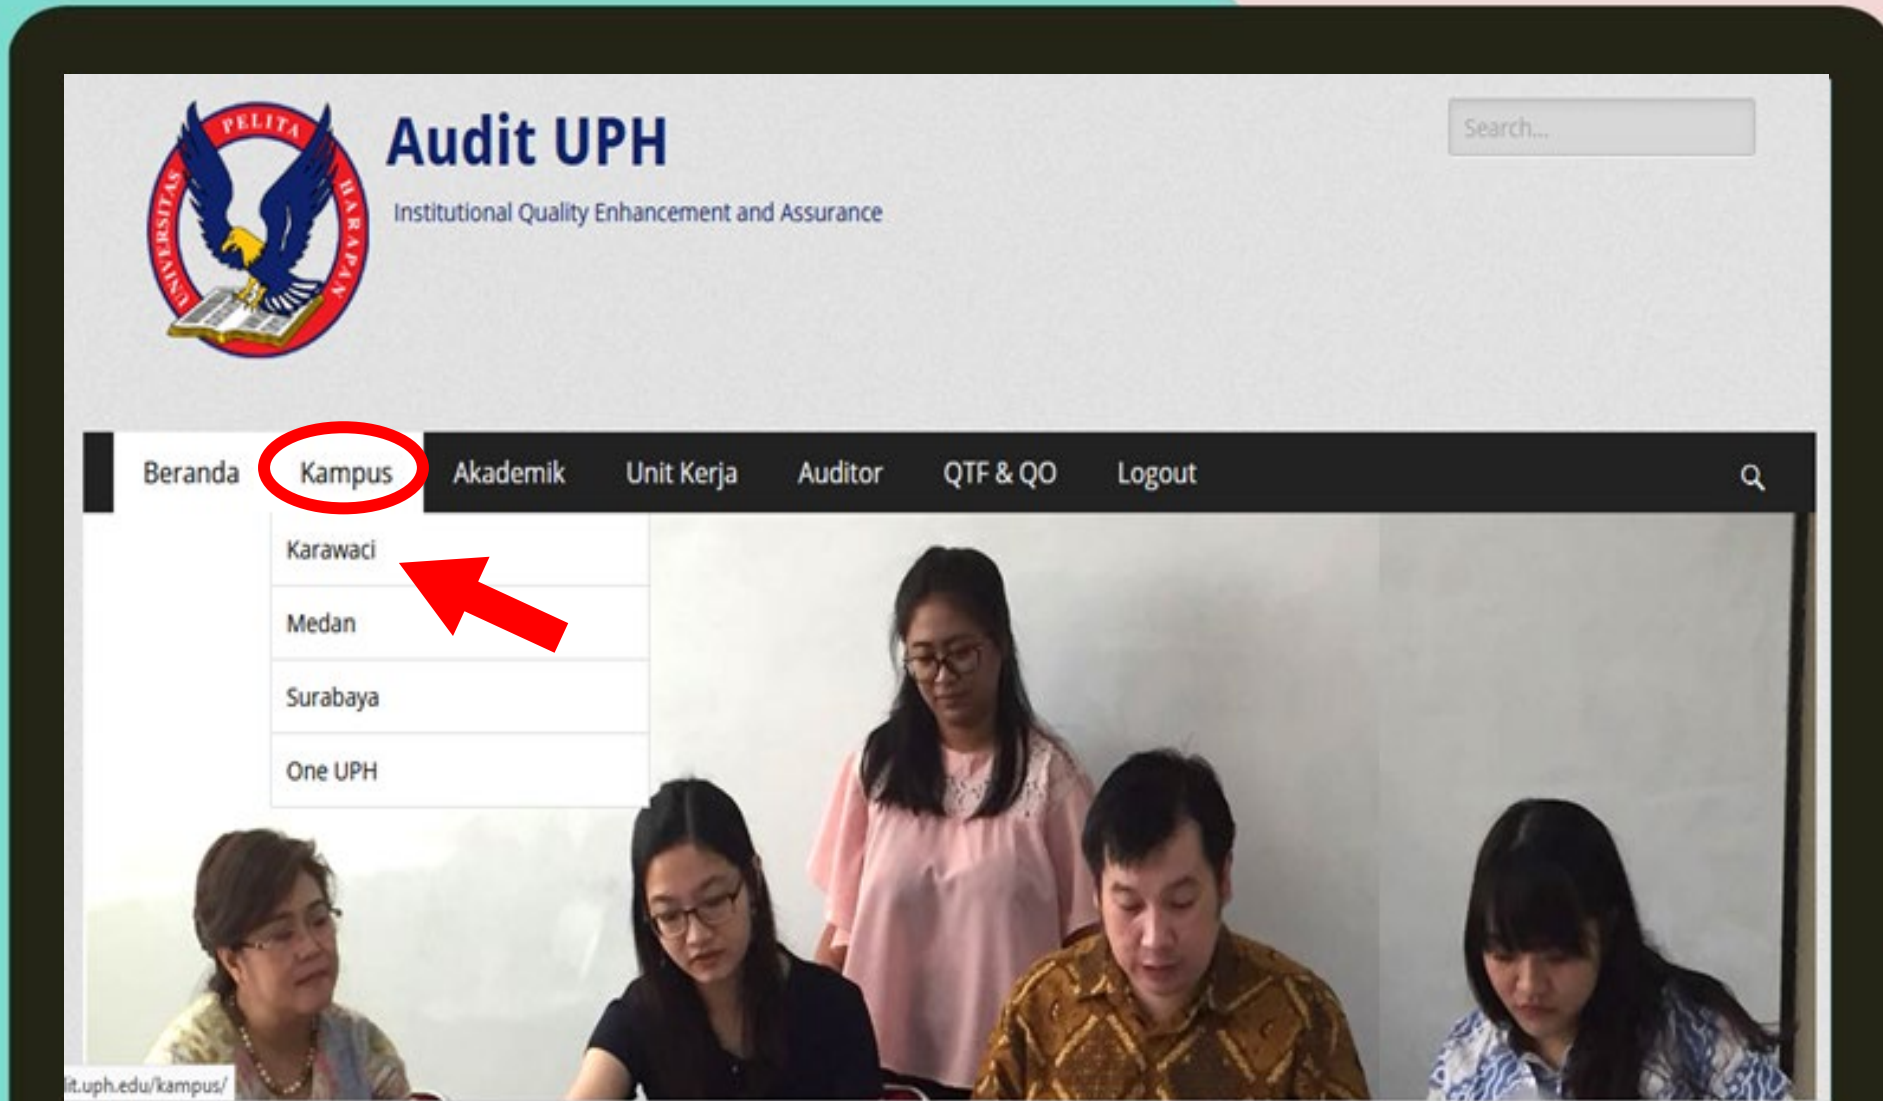 UNIVERSITAS PELITA HARAPAN
Audit UPH
Search...
Institutional Quality Enhancement and Assurance
Beranda Kampus Akademik Unit Kerja Auditor QTF & QO Logout
Karawaci
Medan
Surabaya
One UPH
it.uph.edu/kampus/